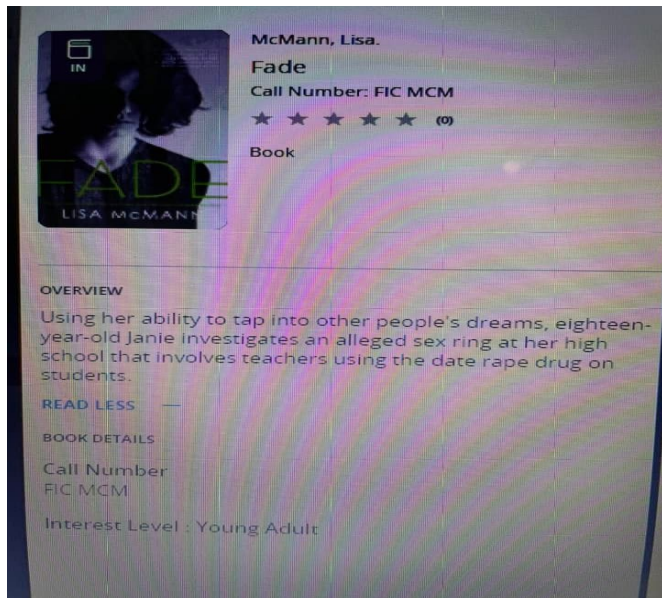 6
IN
FADE
LISA McMANN
McMann, Lisa.
Fade
Call Number: FIC MCM
(0)
Book
OVERVIEW
Using her ability to tap into other people's dreams, eighteen-
year-old Janie investigates an alleged sex ring at her high
school that involves teachers using the date rape drug on
students.
READ LESS —
BOOK DETAILS
Call Number
FIC MCM
Interest Level : Young Adult